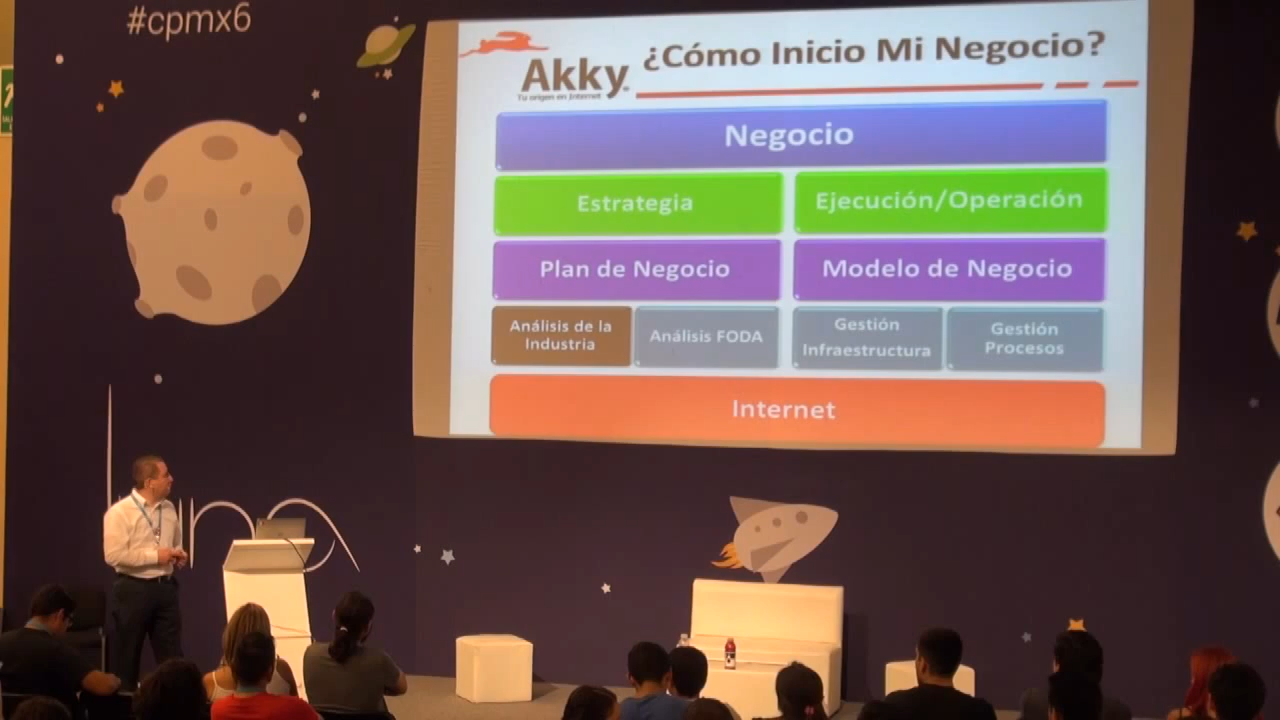 #cpmx6
Akky
Tu origen en Internet
¿Cómo Inicio Mi Negocio?
Negocio
Estrategia
Ejecución/Operación
Plan de Negocio
Modelo de Negocio
Análisis de la
Industria
Análisis FODA
Gestión
Infraestructura
Gestión
Procesos
Internet